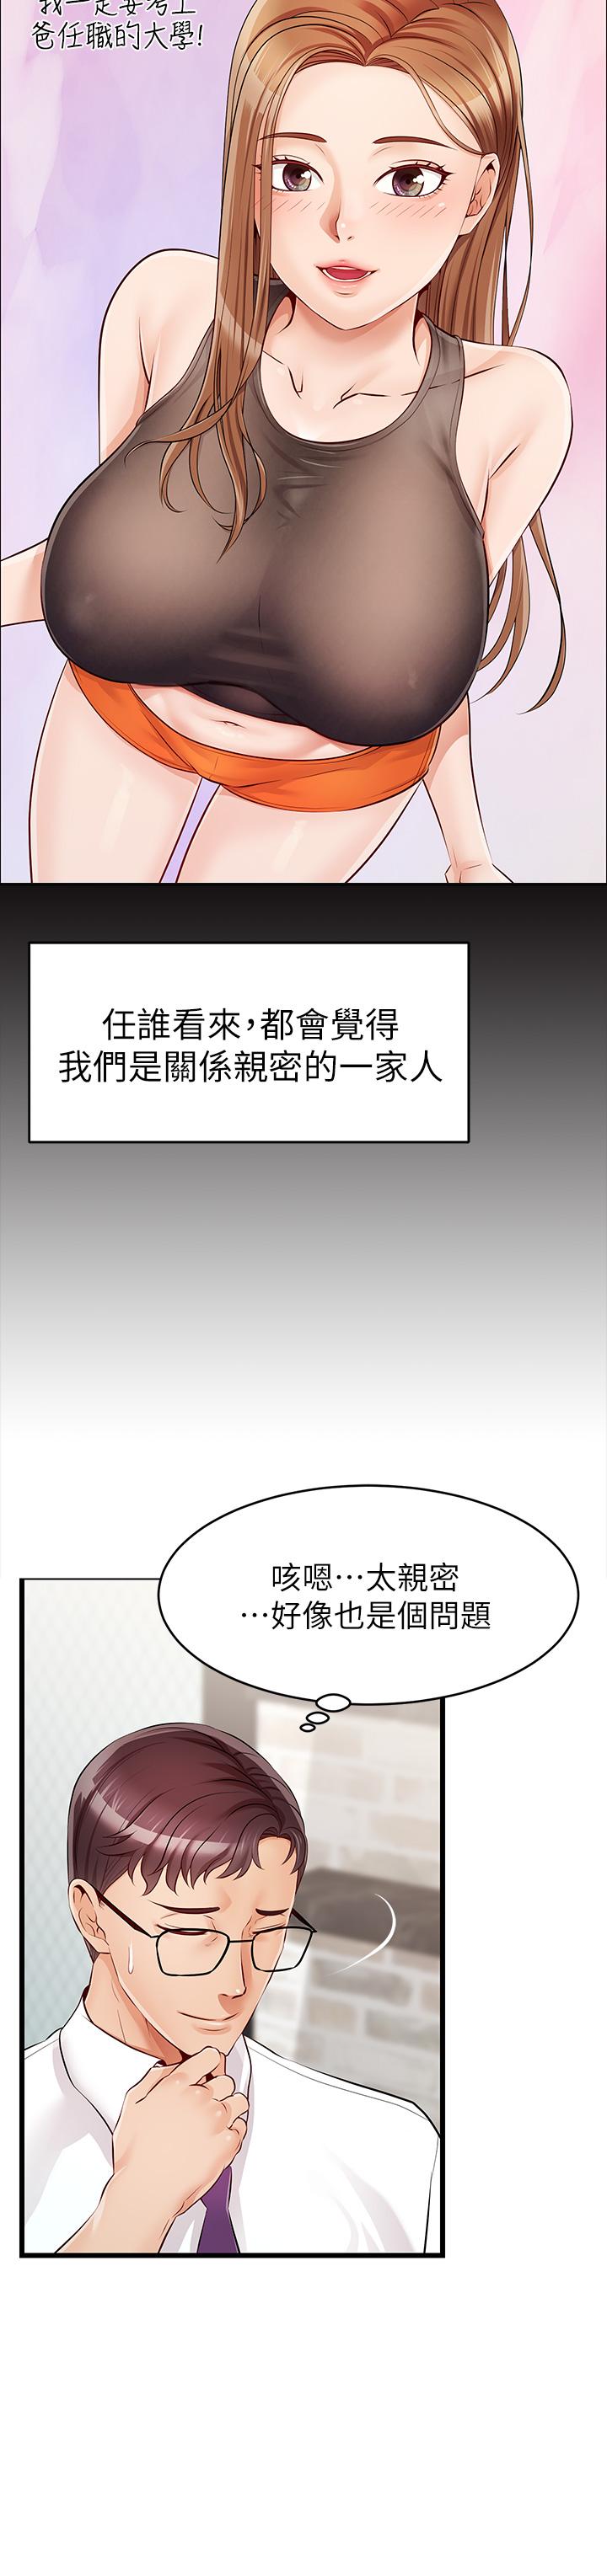 我一定要考上
爸任職的大學!
任誰看來,都會覺得
我們是關係親密的一家人
咳嗯…太親密
…好像也是個問題